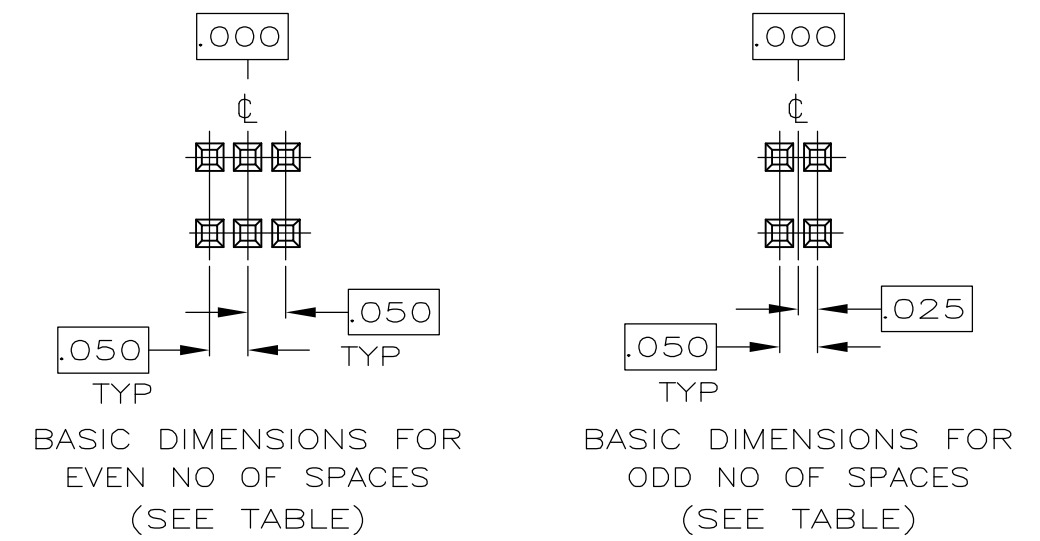 .000
℄
.050
.050
TYP
TYP
BASIC DIMENSIONS FOR
EVEN NO OF SPACES
(SEE TABLE)
.000
℄
.025
.050
TYP
BASIC DIMENSIONS FOR
ODD NO OF SPACES
(SEE TABLE)